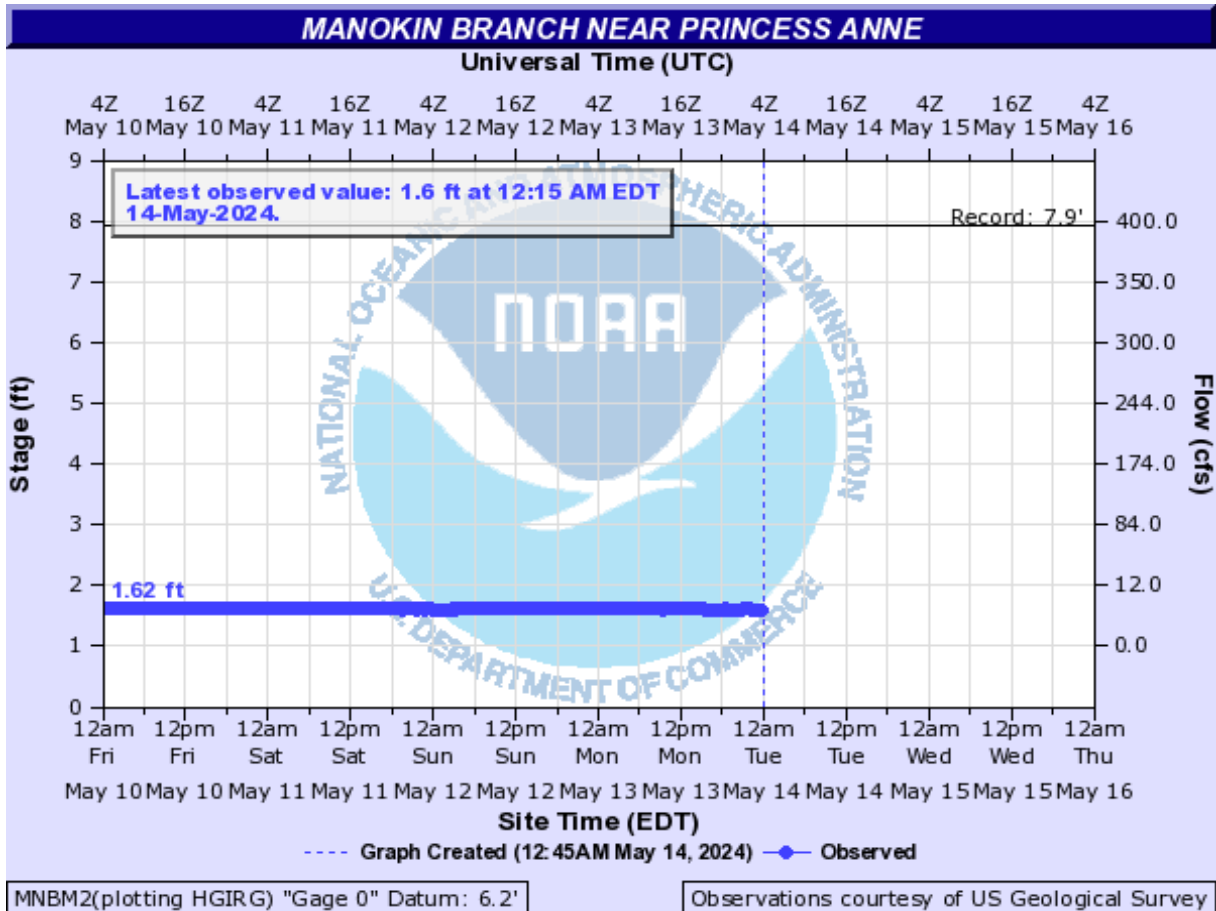 MANOKIN BRANCH NEAR PRINCESS ANNE
Universal Time (UTC)
4Z 16Z 4Z 16Z 4Z 16Z 4Z 16Z 4Z 16Z 4Z 16Z 4Z
May 10 May 10 May 11 May 11 May 12 May 12 May 13 May 13 May 14 May 14 May 15 May 15 May 16
Latest observed value: 1.6 ft at 12:15 AM EDT
14-May-2024.
Record: 7.9'
NATIONAL OCEANIC AND ATMOSPHERIC ADMINISTRATION
NOAA
U.S. DEPARTMENT OF COMMERCE
Stage (ft)
9
8
7
6
5
4
3
2
1
0
1.62 ft
Flow (cfs)
400.0
350.0
300.0
244.0
174.0
84.0
12.0
0.0
12am 12pm 12am 12pm 12am 12pm 12am 12pm 12am 12pm 12am 12pm 12am
Fri Fri Sat Sat Sun Sun Mon Mon Tue Tue Wed Wed Thu
May 10 May 10 May 11 May 11 May 12 May 12 May 13 May 13 May 14 May 14 May 15 May 15 May 16
Site Time (EDT)
Graph Created (12:45AM May 14, 2024) Observed
MNBM2(plotting HGIRG) "Gage 0" Datum: 6.2'
Observations courtesy of US Geological Survey